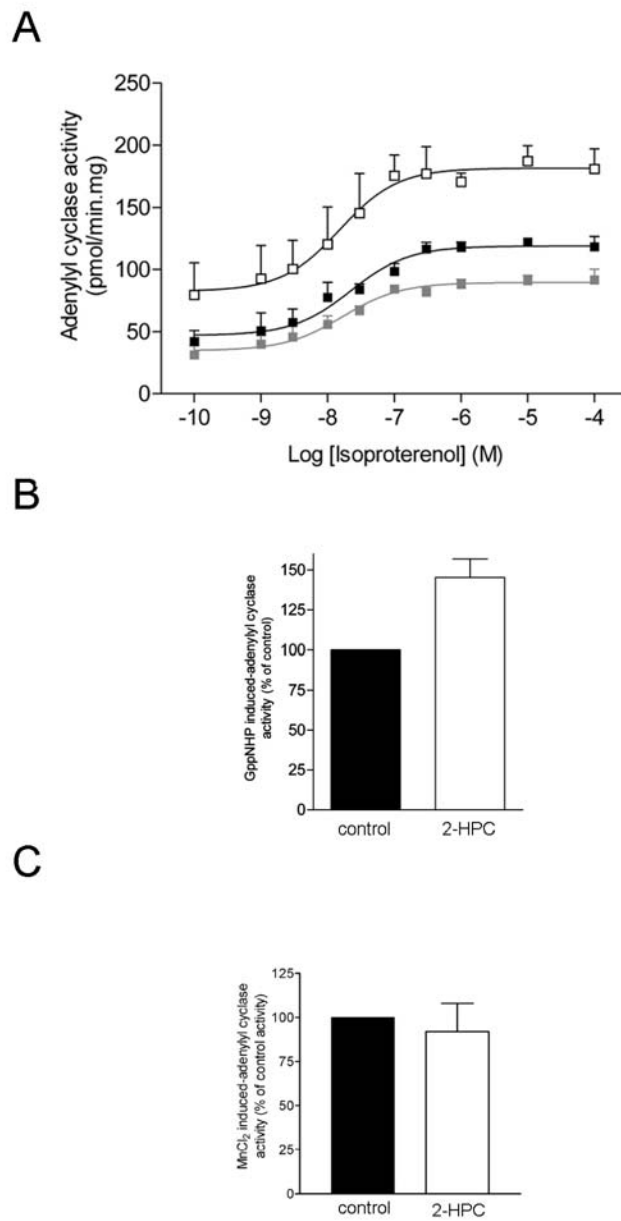 A
Adenylyl cyclase activity
(pmol/min.mg)
250
200
150
100
50
0
-10 -9 -8 -7 -6 -5 -4
Log [Isoproterenol] (M)
B
GppNHP induced-adenylyl cyclase
activity (% of control)
150
125
100
75
50
25
0
control 2-HPC
C
MnCl₂ induced-adenylyl cyclase
activity (% of control activity)
125
100
75
50
25
0
control 2-HPC